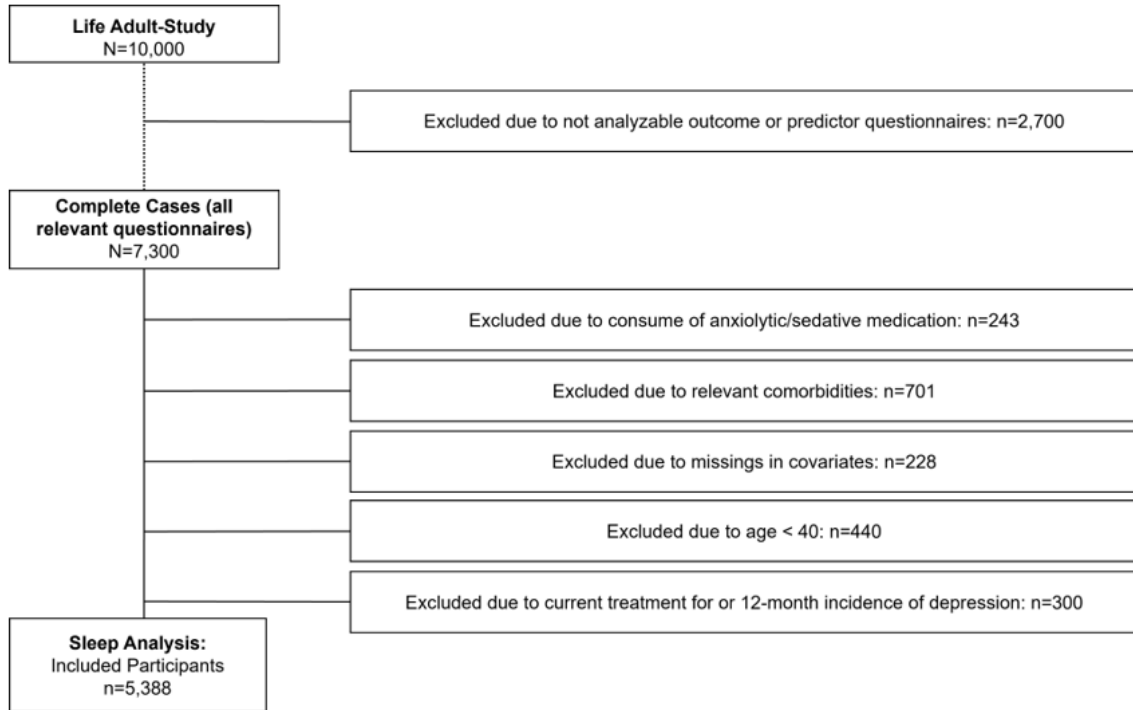 Life Adult-Study
N=10,000
Excluded due to not analyzable outcome or predictor questionnaires: n=2,700
Complete Cases (all
relevant questionnaires)
N=7,300
Excluded due to consume of anxiolytic/sedative medication: n=243
Excluded due to relevant comorbidities: n=701
Excluded due to missings in covariates: n=228
Excluded due to age < 40: n=440
Excluded due to current treatment for or 12-month incidence of depression: n=300
Sleep Analysis:
Included Participants
n=5,388